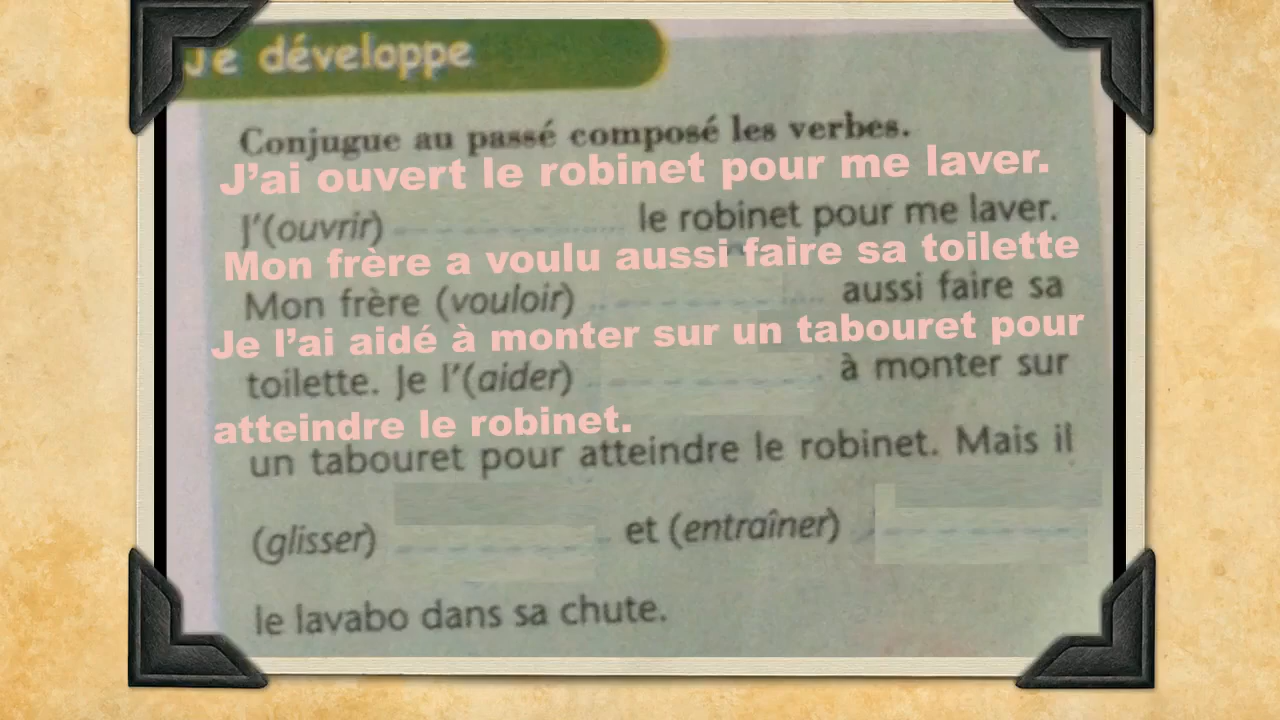 Je développe
Conjugue au passé composé les verbes.
J'ai ouvert le robinet pour me laver.
J'(ouvrir) ........ le robinet pour me laver.
Mon frère a voulu aussi faire sa toilette
Mon frère (vouloir) ........ aussi faire sa
Je l'ai aidé à monter sur un tabouret pour
toilette. Je l'(aider) ........ à monter sur
atteindre le robinet.
un tabouret pour atteindre le robinet. Mais il
(glisser) ........ et (entraîner) ........
le lavabo dans sa chute.